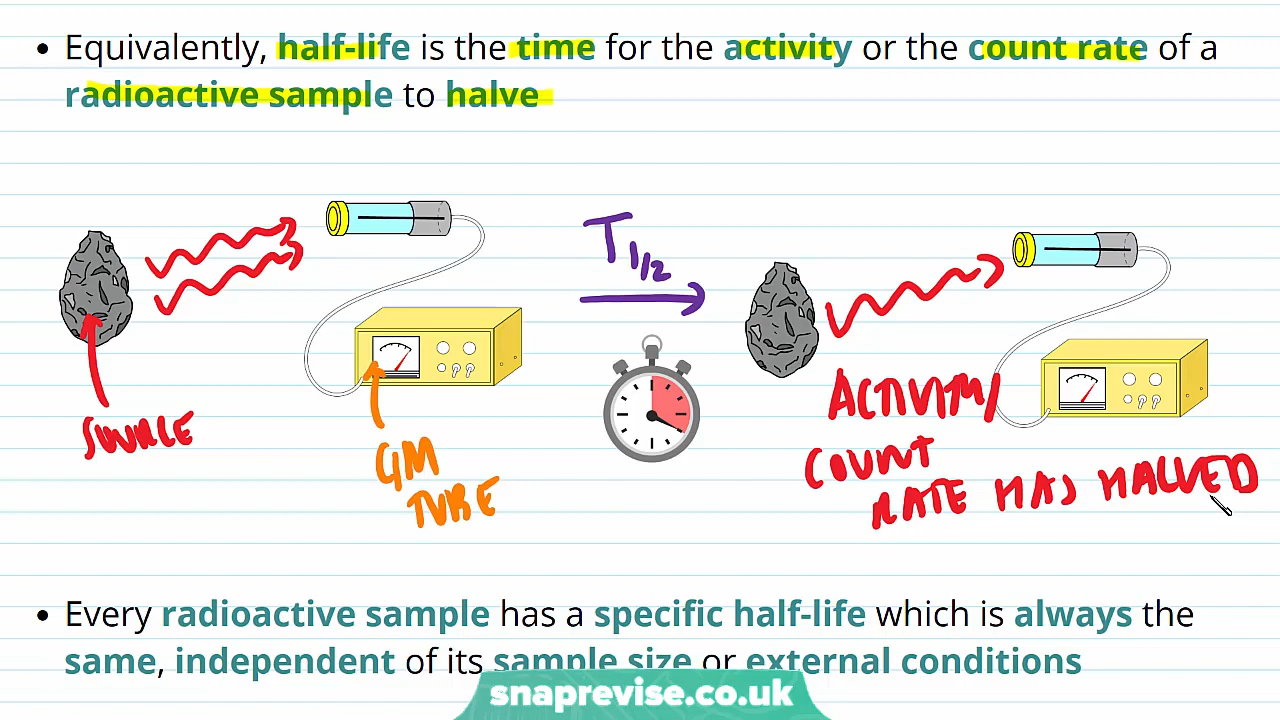 • Equivalently, half-life is the time for the activity or the count rate of a
radioactive sample to halve
T 1/2
SOURCE
GM
TUBE
ACTIVITY/
COUNT
RATE HAS HALVED
• Every radioactive sample has a specific half-life which is always the
same, independent of its sample size or external conditions
snaprevise.co.uk